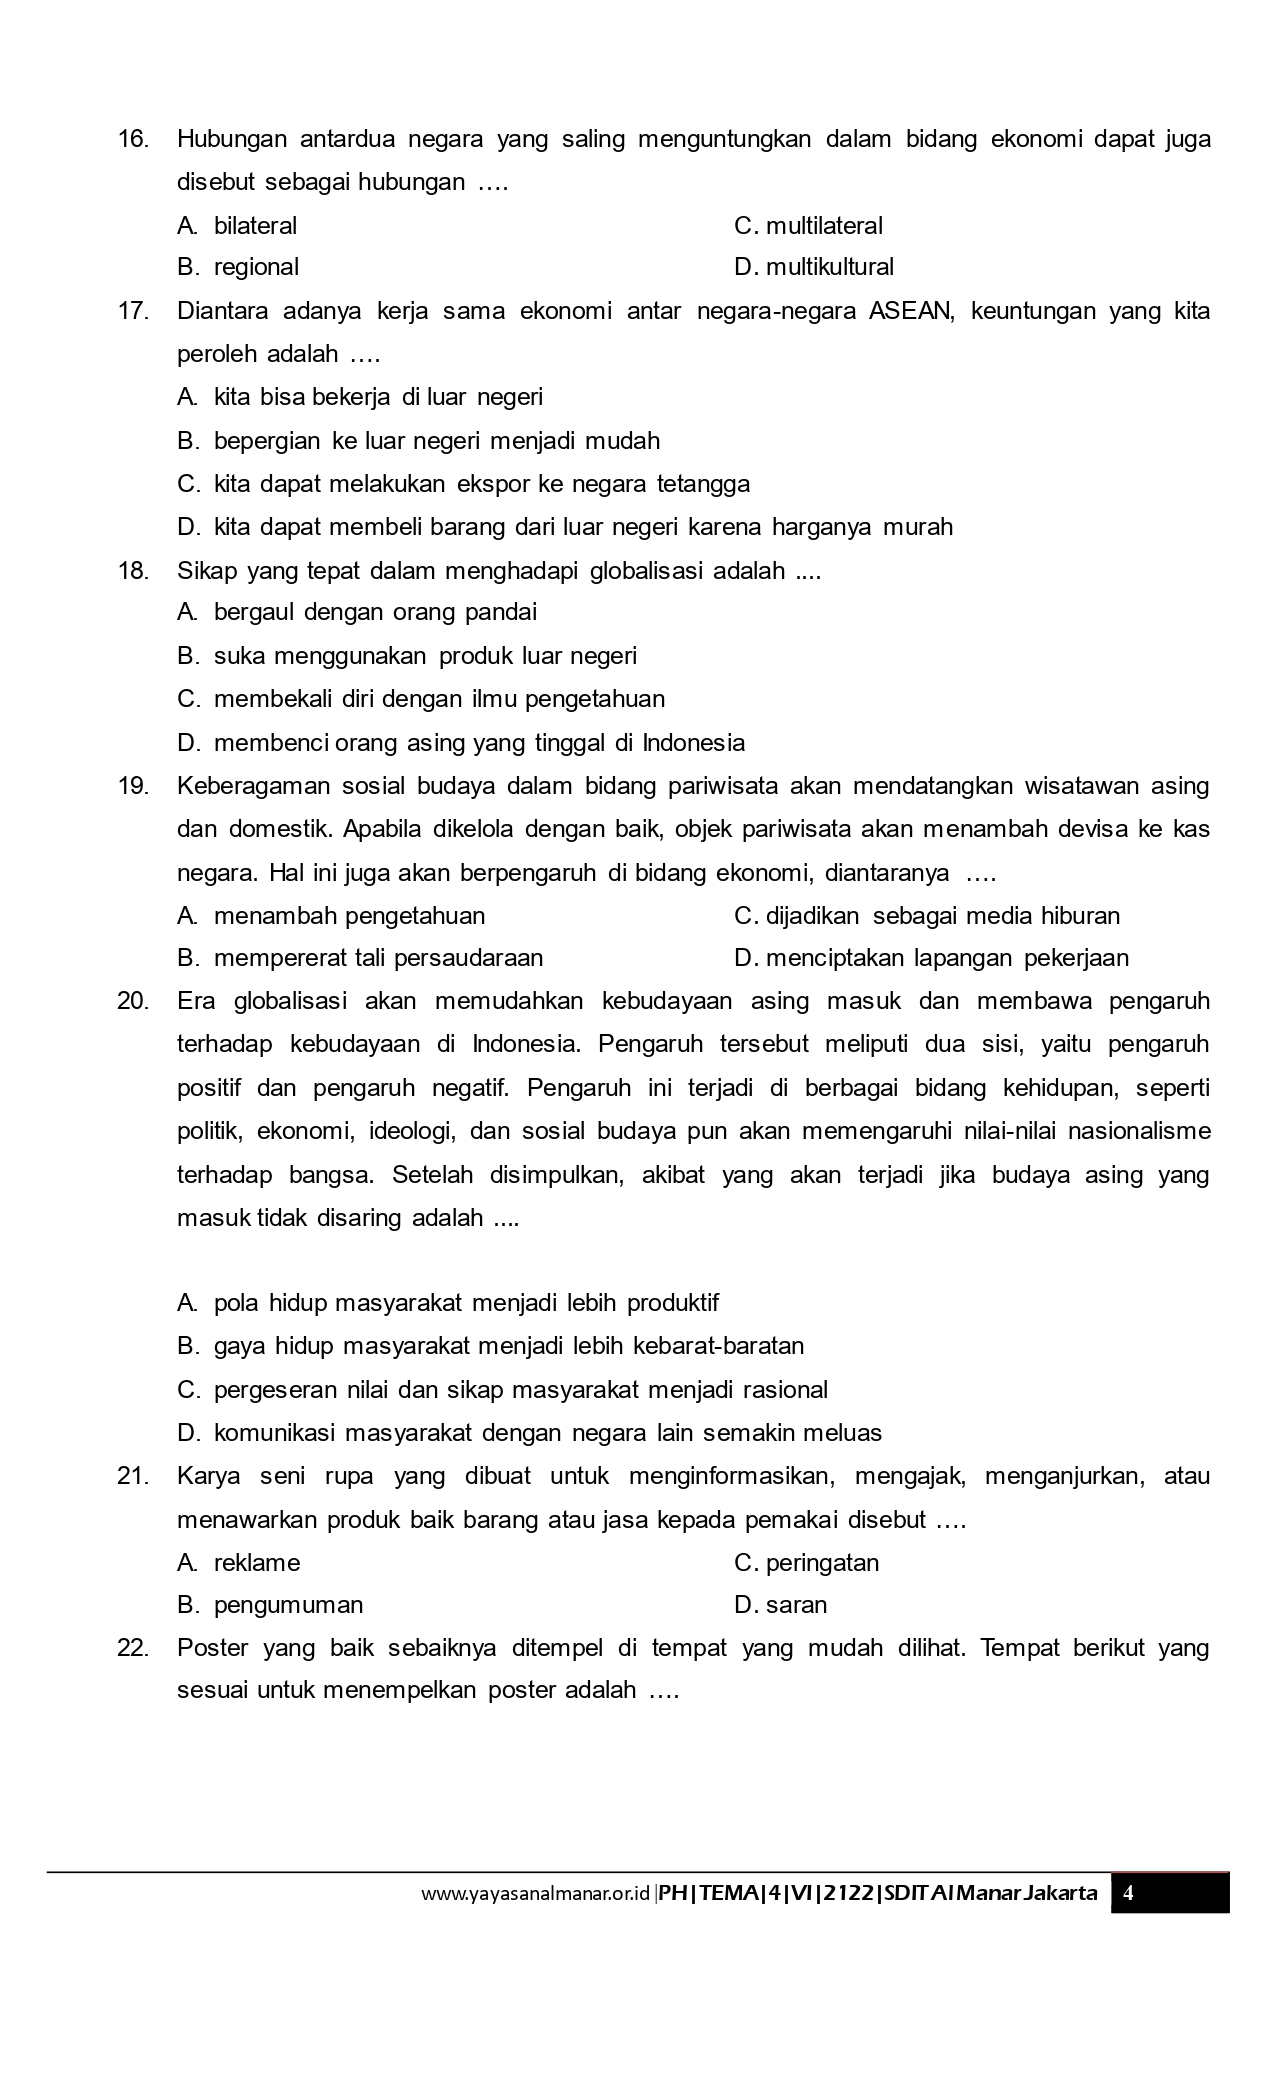 16. Hubungan antardua negara yang saling menguntungkan dalam bidang ekonomi dapat juga
disebut sebagai hubungan ....
A. bilateral C. multilateral
B. regional D. multikultural
17. Diantara adanya kerja sama ekonomi antar negara-negara ASEAN, keuntungan yang kita
peroleh adalah ....
A. kita bisa bekerja di luar negeri
B. bepergian ke luar negeri menjadi mudah
C. kita dapat melakukan ekspor ke negara tetangga
D. kita dapat membeli barang dari luar negeri karena harganya murah
18. Sikap yang tepat dalam menghadapi globalisasi adalah ....
A. bergaul dengan orang pandai
B. suka menggunakan produk luar negeri
C. membekali diri dengan ilmu pengetahuan
D. membenci orang asing yang tinggal di Indonesia
19. Keberagaman sosial budaya dalam bidang pariwisata akan mendatangkan wisatawan asing
dan domestik. Apabila dikelola dengan baik, objek pariwisata akan menambah devisa ke kas
negara. Hal ini juga akan berpengaruh di bidang ekonomi, diantaranya ....
A. menambah pengetahuan C. dijadikan sebagai media hiburan
B. mempererat tali persaudaraan D. menciptakan lapangan pekerjaan
20. Era globalisasi akan memudahkan kebudayaan asing masuk dan membawa pengaruh
terhadap kebudayaan di Indonesia. Pengaruh tersebut meliputi dua sisi, yaitu pengaruh
positif dan pengaruh negatif. Pengaruh ini terjadi di berbagai bidang kehidupan, seperti
politik, ekonomi, ideologi, dan sosial budaya pun akan memengaruhi nilai-nilai nasionalisme
terhadap bangsa. Setelah disimpulkan, akibat yang akan terjadi jika budaya asing yang
masuk tidak disaring adalah ....
A. pola hidup masyarakat menjadi lebih produktif
B. gaya hidup masyarakat menjadi lebih kebarat-baratan
C. pergeseran nilai dan sikap masyarakat menjadi rasional
D. komunikasi masyarakat dengan negara lain semakin meluas
21. Karya seni rupa yang dibuat untuk menginformasikan, mengajak, menganjurkan, atau
menawarkan produk baik barang atau jasa kepada pemakai disebut ....
A. reklame C. peringatan
B. pengumuman D. saran
22. Poster yang baik sebaiknya ditempel di tempat yang mudah dilihat. Tempat berikut yang
sesuai untuk menempelkan poster adalah ....
www.yayasanalmanar.or.id |PH|TEMA|4|VI|2122|SDIT Al Manar Jakarta 4